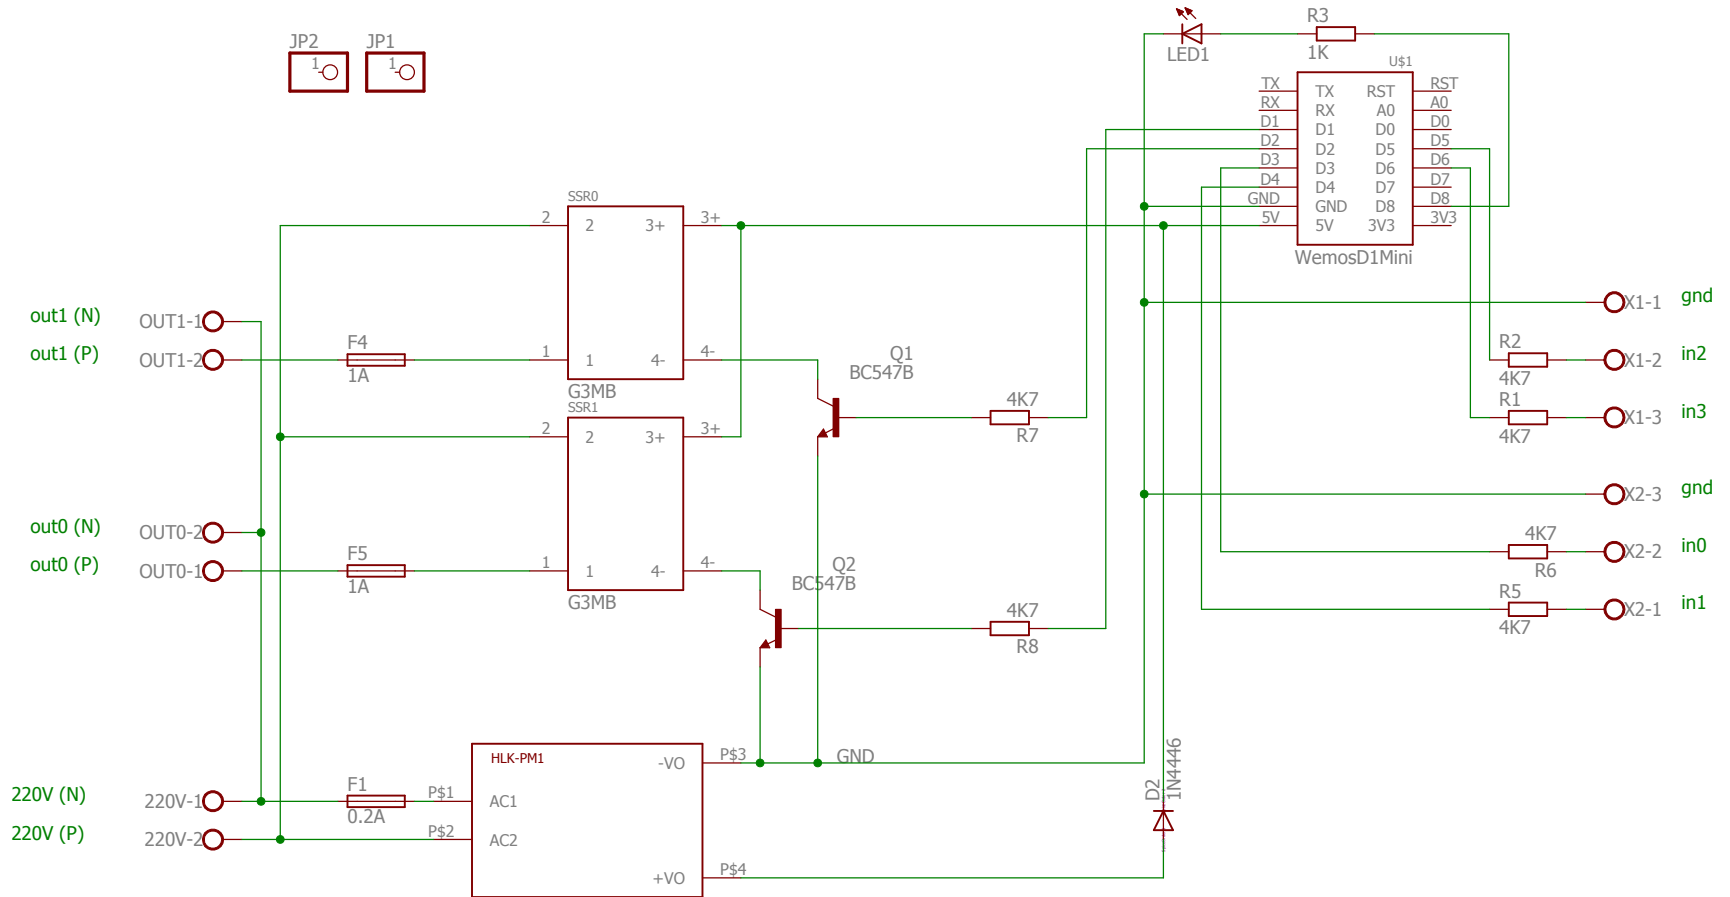 JP2
1
JP1
1
LED1
R3
1K
U$1
TX
RX
D1
D2
D3
D4
GND
5V
TX
RX
D1
D2
D3
D4
GND
5V
RST
A0
D0
D5
D6
D7
D8
3V3
RST
A0
D0
D5
D6
D7
D8
3V3
WemosD1Mini
SSR0
2
2
3+
3+
1
1
4-
4-
G3MB
SSR1
2
2
3+
3+
1
1
4-
4-
G3MB
out1 (N)
OUT1-1
out1 (P)
OUT1-2
F4
1A
out0 (N)
OUT0-2
out0 (P)
OUT0-1
F5
1A
Q1
BC547B
4K7
R7
Q2
BC547B
4K7
R8
X1-1
gnd
R2
4K7
X1-2
in2
R1
4K7
X1-3
in3
X2-3
gnd
4K7
R6
X2-2
in0
R5
4K7
X2-1
in1
220V (N)
220V-1
F1
0.2A
220V (P)
220V-2
P$1
P$2
HLK-PM1
AC1
AC2
-VO
+VO
P$3
P$4
GND
D2
1N4446